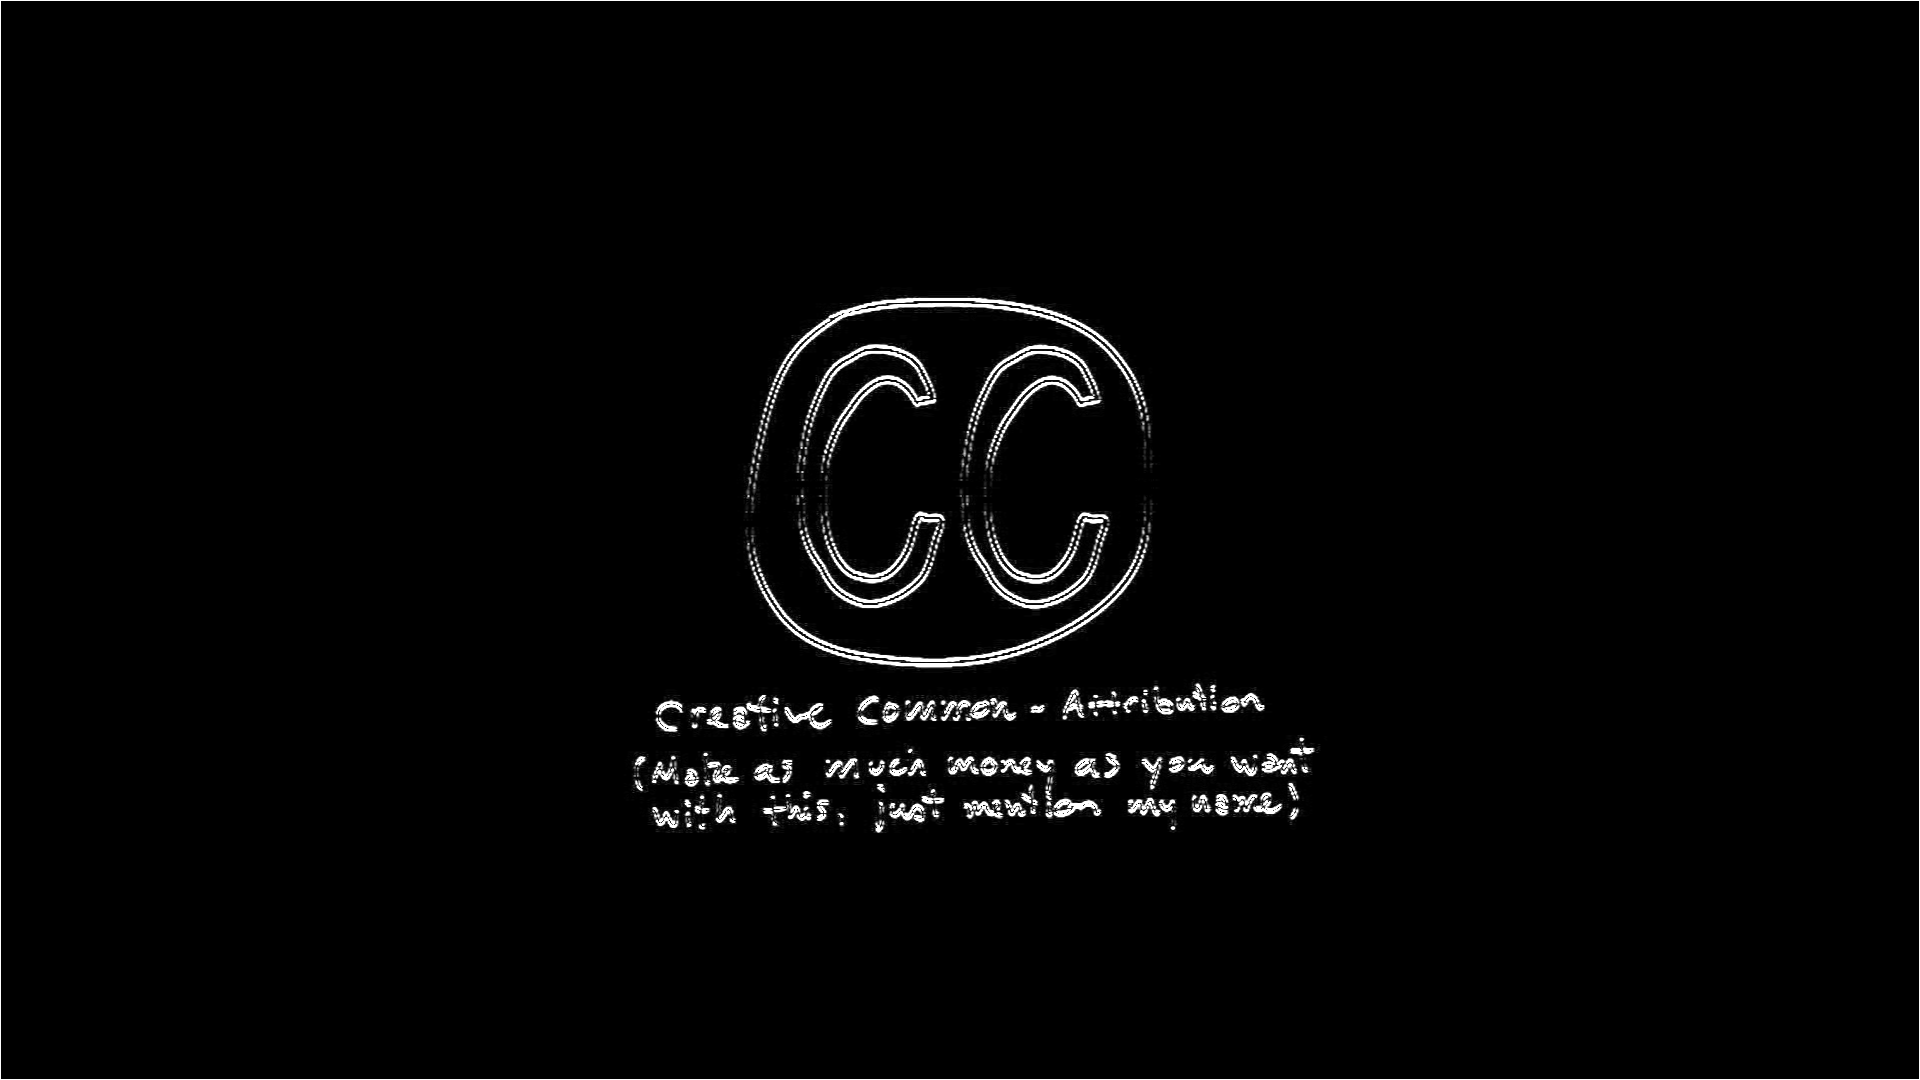 CC
Creative Common - Attribution
(Make as much money as you want
with this, just mention my name)